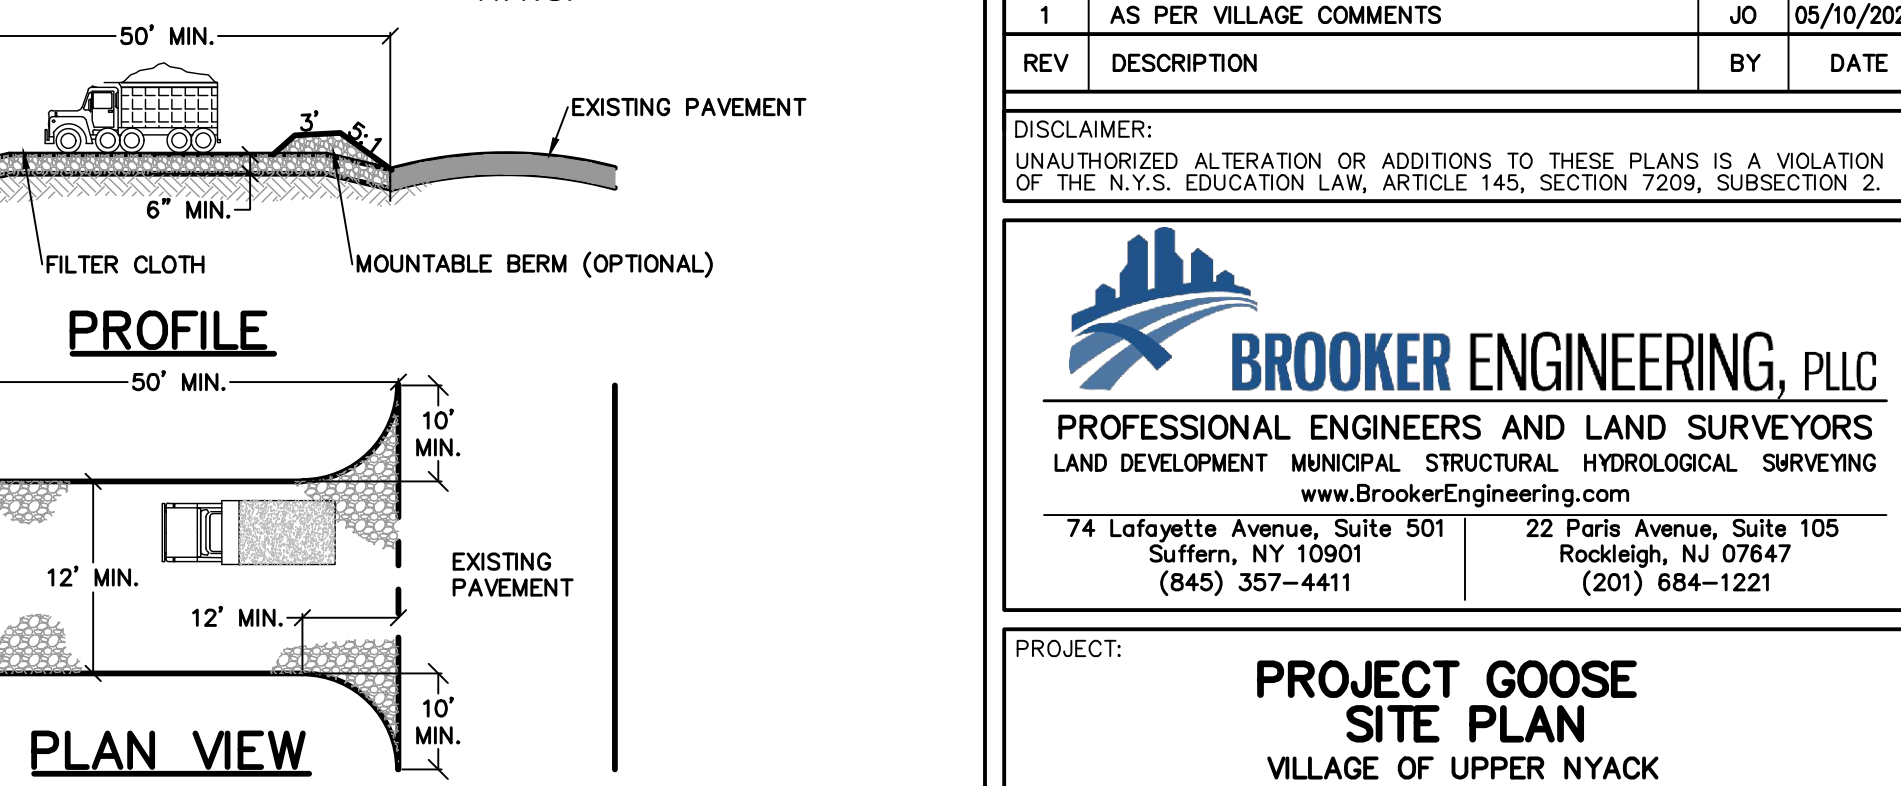 50' MIN.
3'
5:1
EXISTING PAVEMENT
6" MIN.
FILTER CLOTH
MOUNTABLE BERM (OPTIONAL)
PROFILE
50' MIN.
10'
MIN.
12' MIN.
EXISTING
PAVEMENT
12' MIN.
10'
MIN.
PLAN VIEW
1 AS PER VILLAGE COMMENTS JO 05/10/202
REV DESCRIPTION BY DATE
DISCLAIMER:
UNAUTHORIZED ALTERATION OR ADDITIONS TO THESE PLANS IS A VIOLATION
OF THE N.Y.S. EDUCATION LAW, ARTICLE 145, SECTION 7209, SUBSECTION 2.
BROOKER ENGINEERING, PLLC
PROFESSIONAL ENGINEERS AND LAND SURVEYORS
LAND DEVELOPMENT MUNICIPAL STRUCTURAL HYDROLOGICAL SURVEYING
www.BrookerEngineering.com
74 Lafayette Avenue, Suite 501
Suffern, NY 10901
(845) 357-4411
22 Paris Avenue, Suite 105
Rockleigh, NJ 07647
(201) 684-1221
PROJECT:
PROJECT GOOSE
SITE PLAN
VILLAGE OF UPPER NYACK